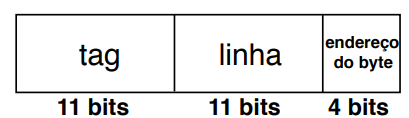 tag
linha
endereço
do byte
11 bits
11 bits
4 bits